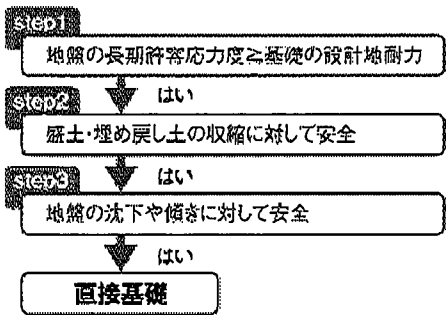 step1
地盤の長期許容応力度≧基礎の設計地耐力
はい
step2
盛土・埋め戻し土の収縮に対して安全
はい
step3
地盤の沈下や傾きに対して安全
はい
直接基礎